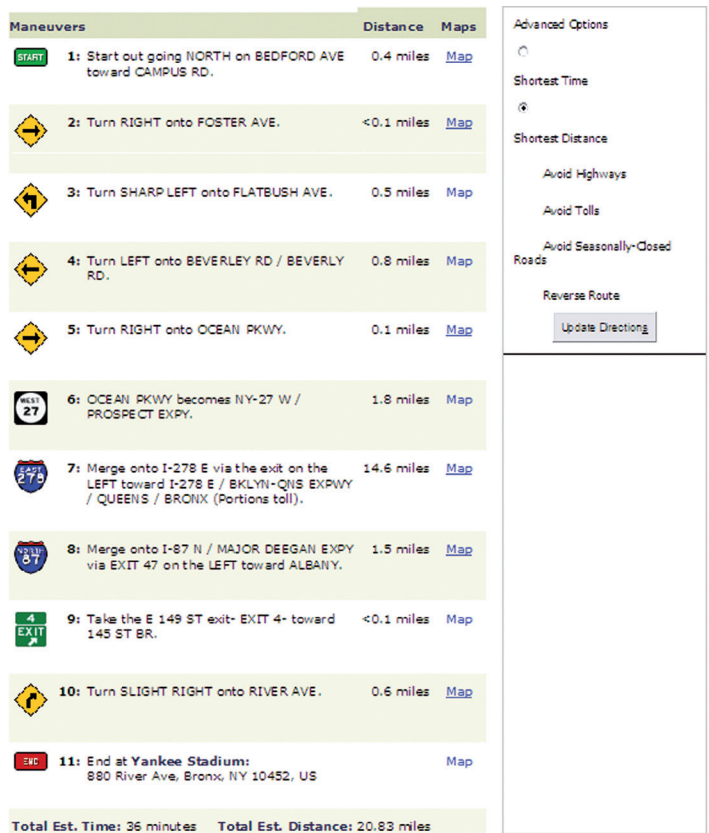 Maneuvers Distance Maps
START 1: Start out going NORTH on BEDFORD AVE 0.4 miles Map
toward CAMPUS RD.
2: Turn RIGHT onto FOSTER AVE. <0.1 miles Map
3: Turn SHARP LEFT onto FLATBUSH AVE. 0.5 miles Map
4: Turn LEFT onto BEVERLEY RD / BEVERLY 0.8 miles Map
RD.
5: Turn RIGHT onto OCEAN PKWY. 0.1 miles Map
WEST
27
6: OCEAN PKWY becomes NY-27 W / 1.8 miles Map
PROSPECT EXPY.
EAST
278
7: Merge onto I-278 E via the exit on the 14.6 miles Map
LEFT toward I-278 E / BKLYN-QNS EXPWY
/ QUEENS / BRONX (Portions toll).
NORTH
87
8: Merge onto I-87 N / MAJOR DEEGAN EXPY 1.5 miles Map
via EXIT 47 on the LEFT toward ALBANY.
4
EXIT
9: Take the E 149 ST exit- EXIT 4- toward <0.1 miles Map
145 ST BR.
10: Turn SLIGHT RIGHT onto RIVER AVE. 0.6 miles Map
END 11: End at Yankee Stadium: Map
880 River Ave, Bronx, NY 10452, US
Total Est. Time: 36 minutes Total Est. Distance: 20.83 miles
Advanced Options
Shortest Time
Shortest Distance
Avoid Highways
Avoid Tolls
Avoid Seasonally-Closed
Roads
Reverse Route
Update Directions